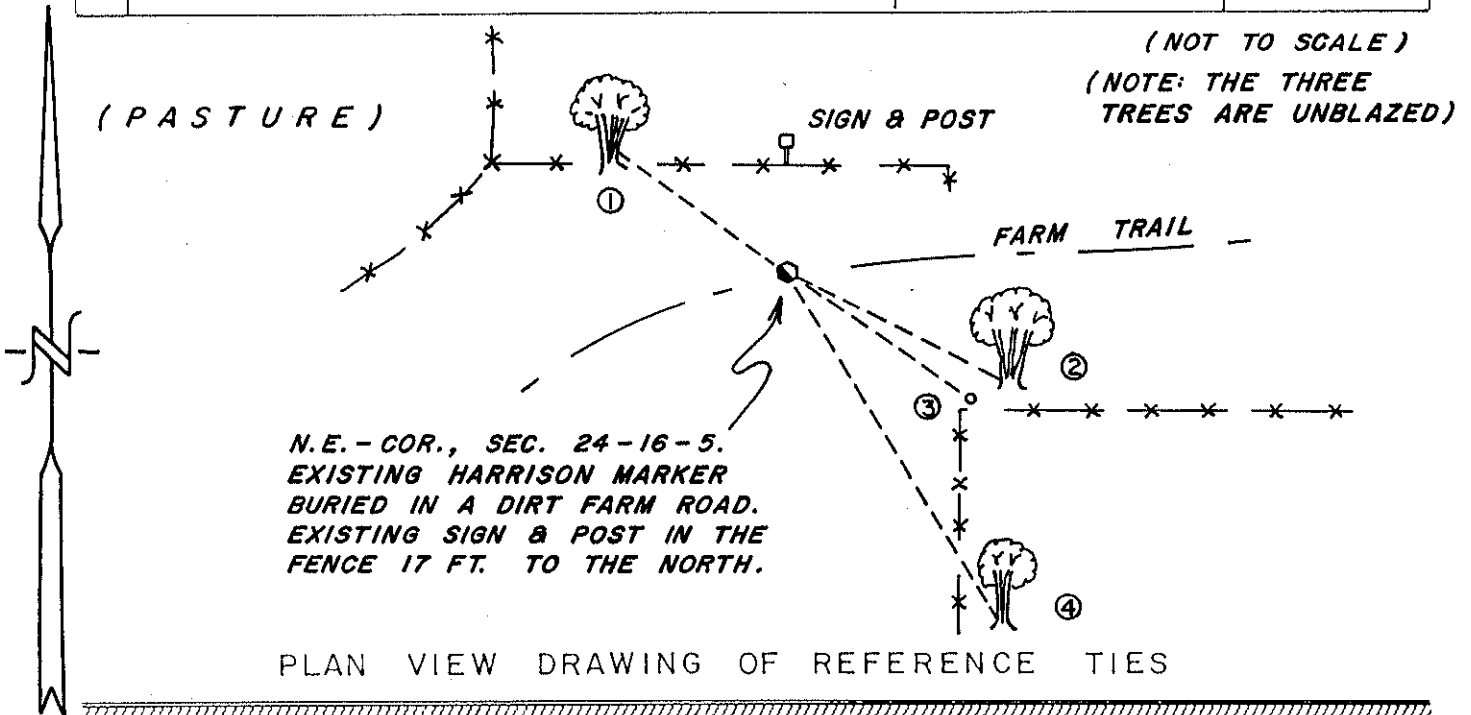 (NOT TO SCALE)
(NOTE: THE THREE
TREES ARE UNBLAZED)
(PASTURE)
SIGN & POST
①
FARM TRAIL
②
③
N.E. - COR., SEC. 24-16-5.
EXISTING HARRISON MARKER
BURIED IN A DIRT FARM ROAD.
EXISTING SIGN & POST IN THE
FENCE 17 FT. TO THE NORTH.
④
N
PLAN VIEW DRAWING OF REFERENCE TIES